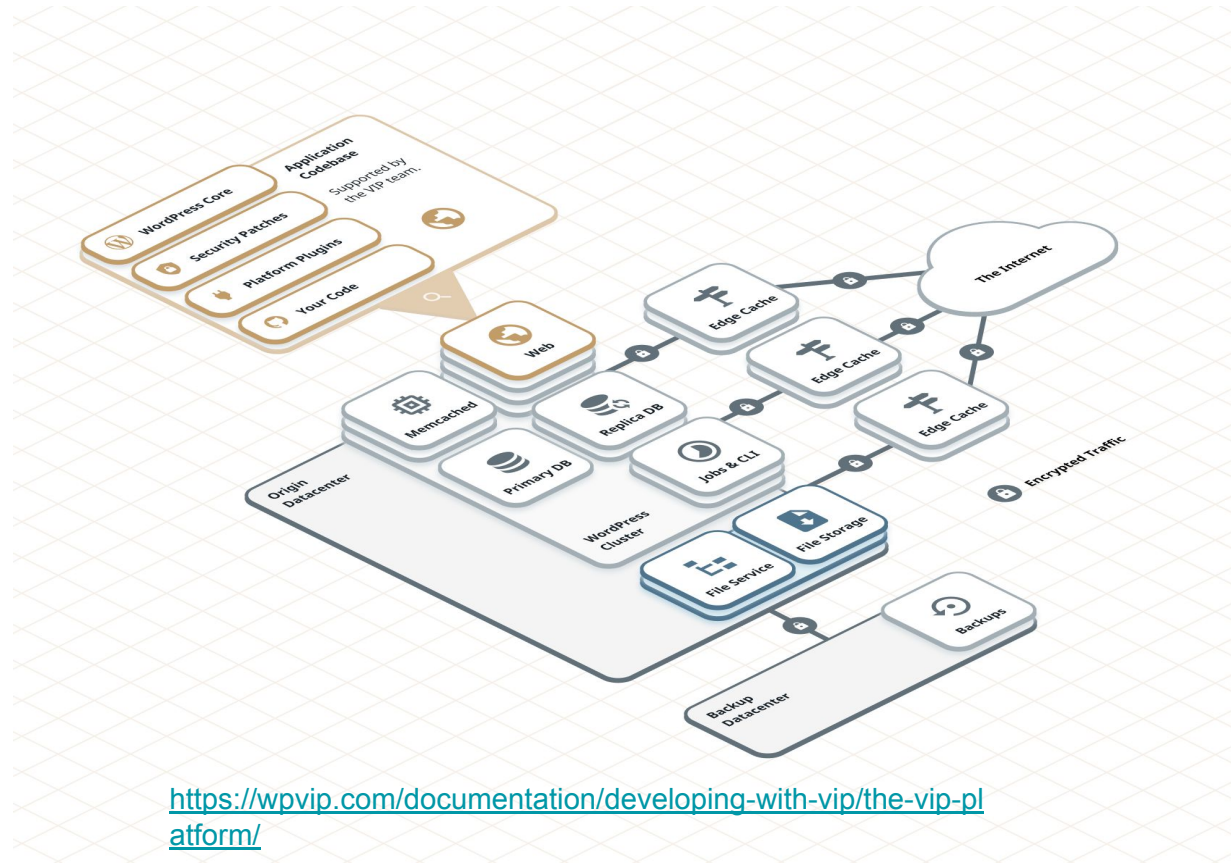 Application
Codebase
Supported by
the VIP team.
WordPress Core
Security Patches
Platform Plugins
Your Code
Web
Memcached
Replica DB
Primary DB
Jobs & CLI
Edge Cache
Edge Cache
Edge Cache
The Internet
Encrypted Traffic
Origin
Datacenter
WordPress
Cluster
File Storage
File Service
Backups
Backup
Datacenter
https://wpvip.com/documentation/developing-with-vip/the-vip-pl
atform/